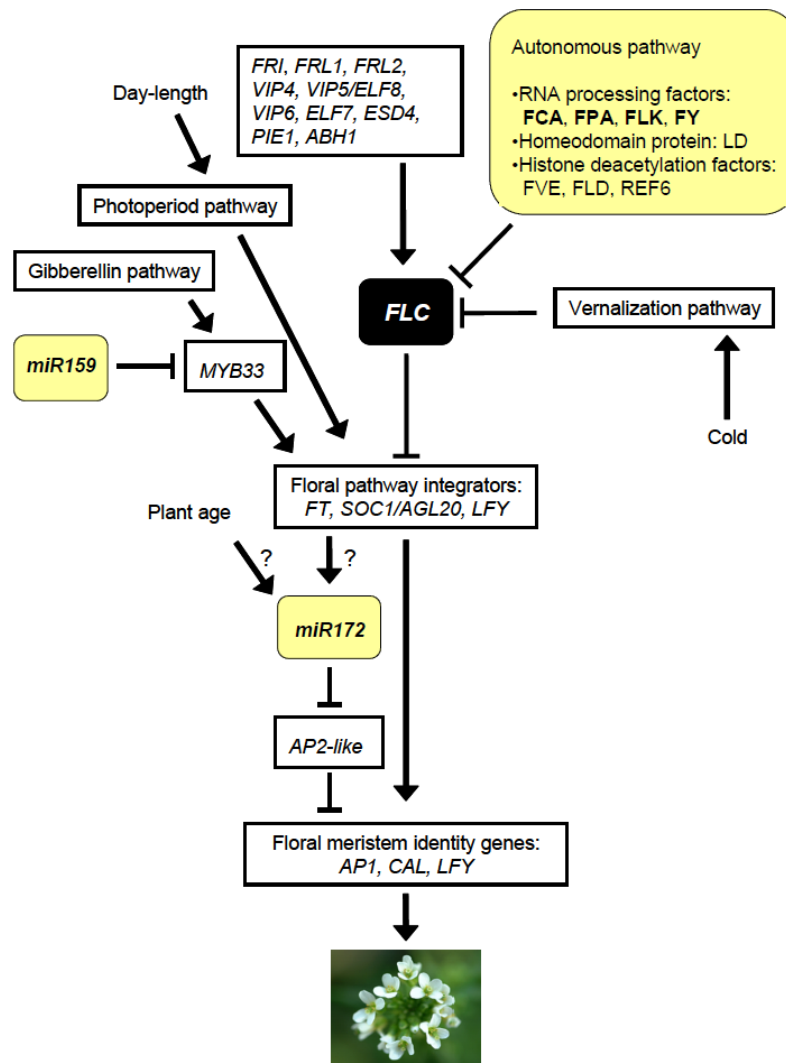 FRI, FRL1, FRL2,
VIP4, VIP5/ELF8,
VIP6, ELF7, ESD4,
PIE1, ABH1
Autonomous pathway
•RNA processing factors:
FCA, FPA, FLK, FY
•Homeodomain protein: LD
•Histone deacetylation factors:
FVE, FLD, REF6
Day-length
Photoperiod pathway
Gibberellin pathway
FLC
Vernalization pathway
miR159
MYB33
Cold
Floral pathway integrators:
FT, SOC1/AGL20, LFY
Plant age
?
?
miR172
AP2-like
Floral meristem identity genes:
AP1, CAL, LFY